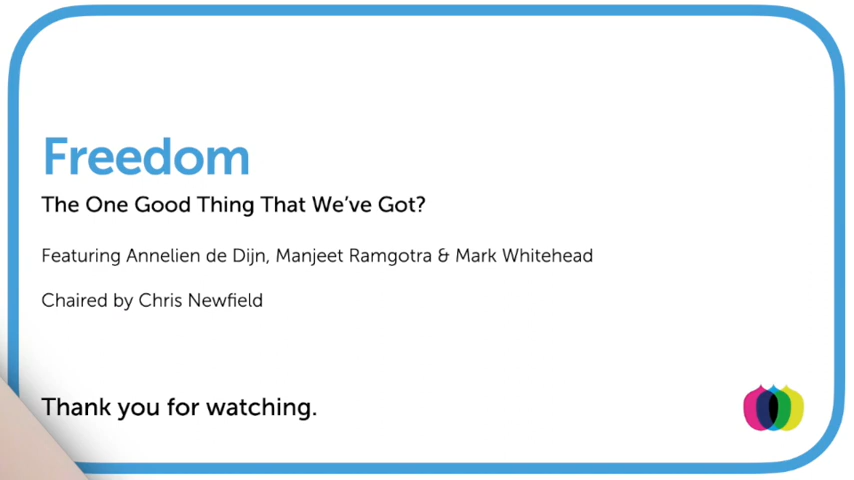 Freedom
The One Good Thing That We've Got?
Featuring Annelien de Dijn, Manjeet Ramgotra & Mark Whitehead
Chaired by Chris Newfield
Thank you for watching.